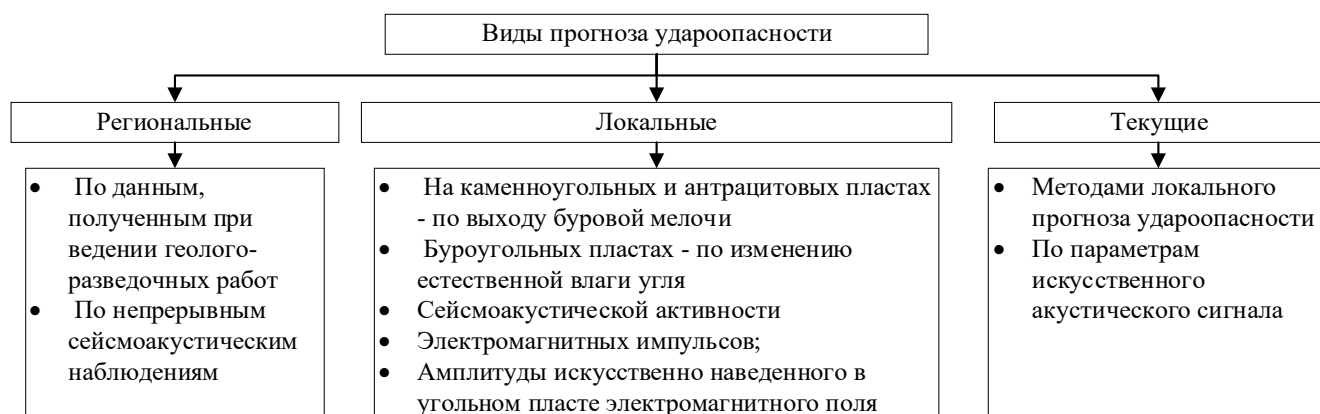 Виды прогноза удароопасности
Региональные
Локальные
Текущие
• По данным,
полученным при
ведении геолого-
разведочных работ
• По непрерывным
сейсмоакустическим
наблюдениям
• На каменноугольных и антрацитовых пластах
- по выходу буровой мелочи
• Буроугольных пластах - по изменению
естественной влаги угля
• Сейсмоакустической активности
• Электромагнитных импульсов;
• Амплитуды искусственно наведенного в
угольном пласте электромагнитного поля
• Методами локального
прогноза удароопасности
• По параметрам
искусственного
акустического сигнала